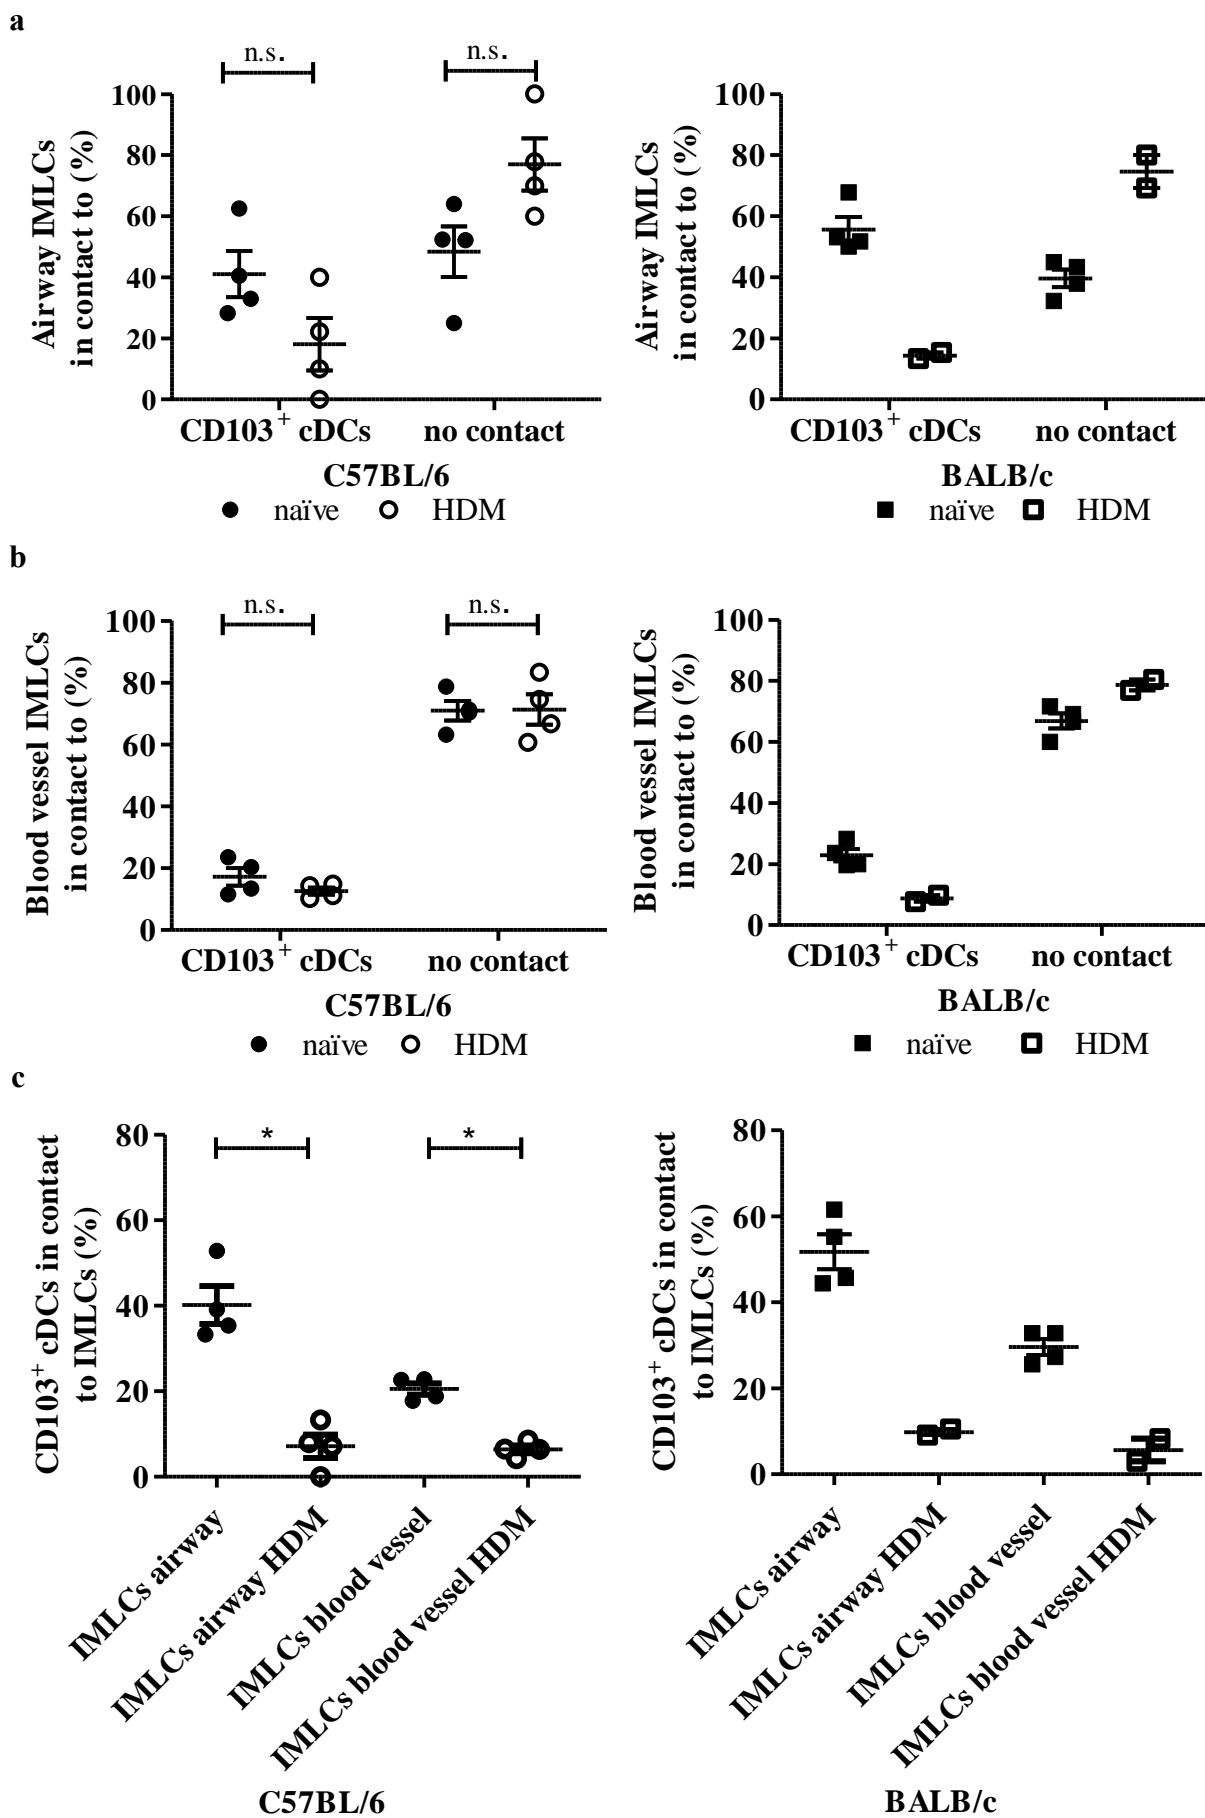 a
n.s.
n.s.
Airway IMLCs
in contact to (%)
100
80
60
40
20
0
CD103+ cDCs
no contact
C57BL/6
naïve
HDM
Airway IMLCs
in contact to (%)
100
80
60
40
20
0
CD103+ cDCs
no contact
BALB/c
naïve
HDM
b
n.s.
n.s.
Blood vessel IMLCs
in contact to (%)
100
80
60
40
20
0
CD103+ cDCs
no contact
C57BL/6
naïve
HDM
Blood vessel IMLCs
in contact to (%)
100
80
60
40
20
0
CD103+ cDCs
no contact
BALB/c
naïve
HDM
c
*
*
CD103+ cDCs in contact
to IMLCs (%)
80
60
40
20
0
IMLCs airway
IMLCs airway HDM
IMLCs blood vessel
IMLCs blood vessel HDM
C57BL/6
CD103+ cDCs in contact
to IMLCs (%)
80
60
40
20
0
IMLCs airway
IMLCs airway HDM
IMLCs blood vessel
IMLCs blood vessel HDM
BALB/c